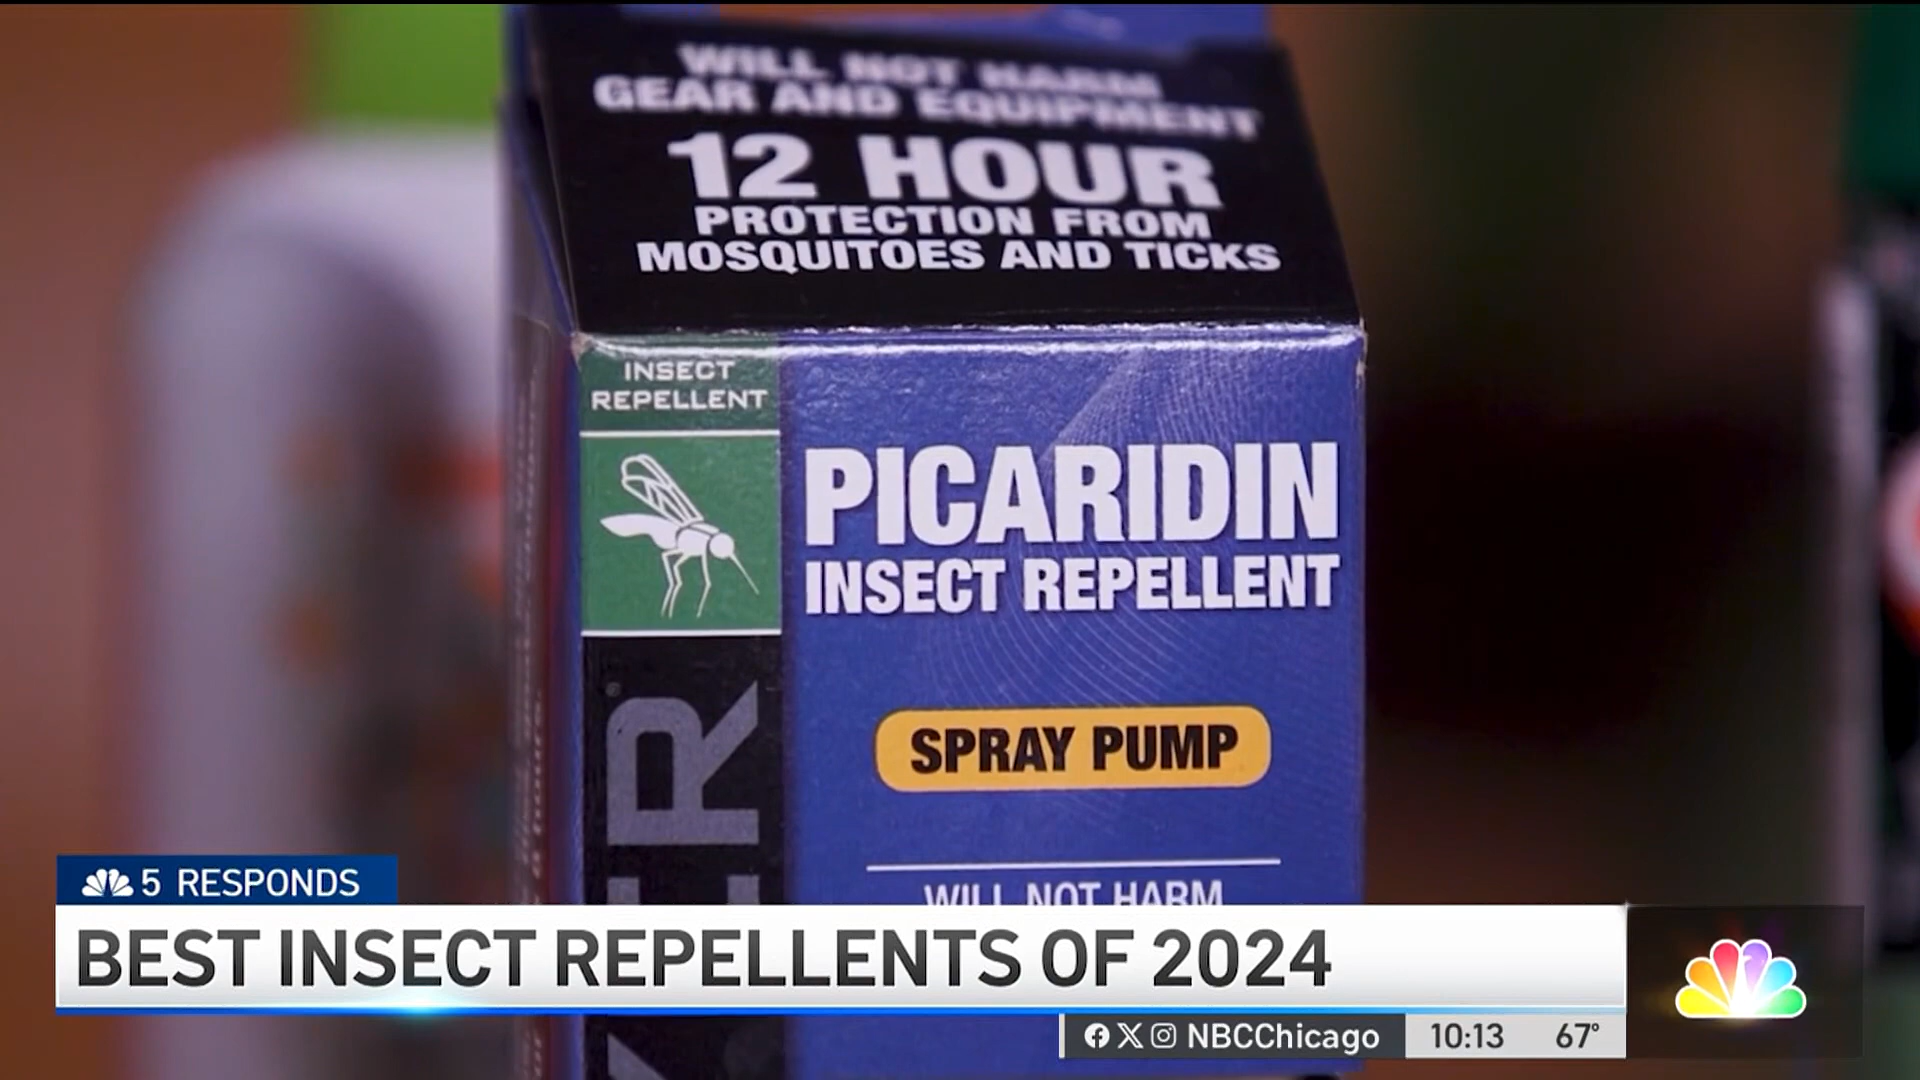 WILL NOT HARM
GEAR AND EQUIPMENT
12 HOUR
PROTECTION FROM
MOSQUITOES AND TICKS
INSECT
REPELLENT
PICARIDIN
INSECT REPELLENT
SPRAY PUMP
WILL NOT HARM
5 RESPONDS
BEST INSECT REPELLENTS OF 2024
NBCChicago
10:13
67°